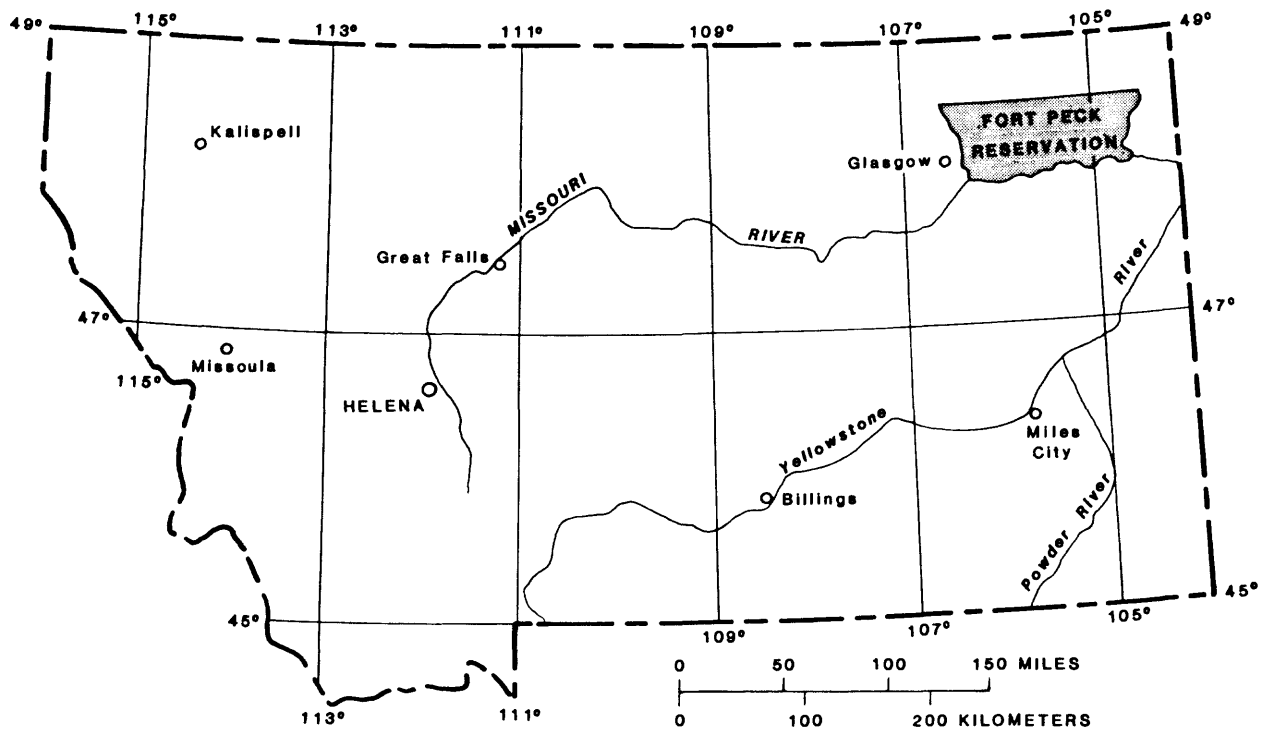 49°
115°
113°
111°
109°
107°
105°
49°
Kalispell
FORT PECK
RESERVATION
Glasgow
MISSOURI
RIVER
Great Falls
River
47°
47°
Missoula
115°
HELENA
Miles
City
Yellowstone
Billings
Powder River
45°
45°
109°
107°
105°
113°
111°
0 50 100 150 MILES
0 100 200 KILOMETERS